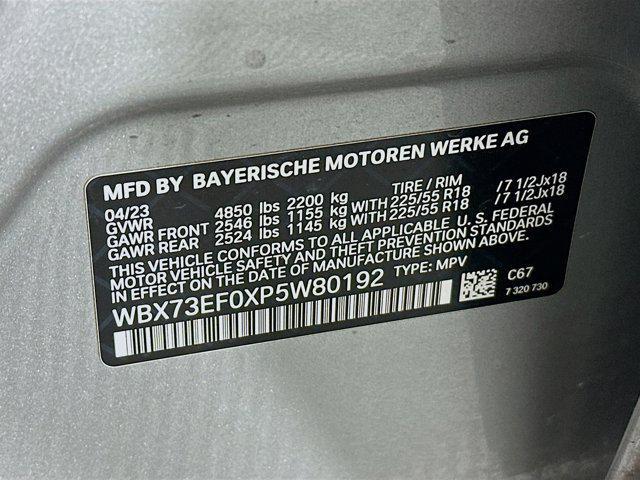 MFD BY BAYERISCHE MOTOREN WERKE AG
04/23 4850 lbs 2200 kg TIRE / RIM
GVWR
GAWR FRONT 2546 lbs 1155 kg WITH 225/55 R18 /7 1/2Jx18
GAWR REAR 2524 lbs 1145 kg WITH 225/55 R18 /7 1/2Jx18
THIS VEHICLE CONFORMS TO ALL APPLICABLE U.S. FEDERAL
MOTOR VEHICLE SAFETY AND THEFT PREVENTION STANDARDS
IN EFFECT ON THE DATE OF MANUFACTURE SHOWN ABOVE.
WBX73EF0XP5W80192 TYPE: MPV
C67
7 320 730